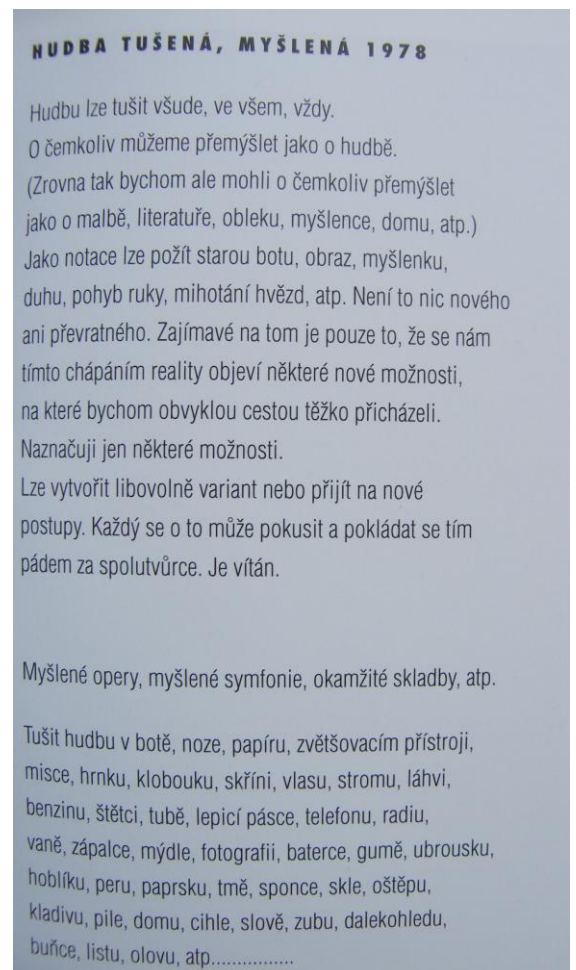 HUDBA TUŠENÁ, MYŠLENÁ 1978
Hudbu lze tušit všude, ve všem, vždy.
O čemkoliv můžeme přemýšlet jako o hudbě.
(Zrovna tak bychom ale mohli o čemkoliv přemýšlet
jako o malbě, literatuře, obleku, myšlence, domu, atp.)
Jako notace lze požít starou botu, obraz, myšlenku,
duhu, pohyb ruky, mihotání hvězd, atp. Není to nic nového
ani převratného. Zajímavé na tom je pouze to, že se nám
tímto chápáním reality objeví některé nové možnosti,
na které bychom obvyklou cestou těžko přicházeli.
Naznačuji jen některé možnosti.
Lze vytvořit libovolně variant nebo přijít na nové
postupy. Každý se o to může pokusit a pokládat se tím
pádem za spolutvůrce. Je vítán.
Myšlené opery, myšlené symfonie, okamžité skladby, atp.
Tušit hudbu v botě, noze, papíru, zvětšovacím přístroji,
misce, hrnku, klobouku, skříni, vlasu, stromu, láhvi,
benzinu, štětci, tubě, lepicí pásce, telefonu, radiu,
vaně, zápalce, mýdle, fotografii, baterce, gumě, ubrousku,
hoblíku, peru, paprsku, tmě, sponce, skle, oštěpu,
kladivu, pile, domu, cihle, slově, zubu, dalekohledu,
buňce, listu, olovu, atp................